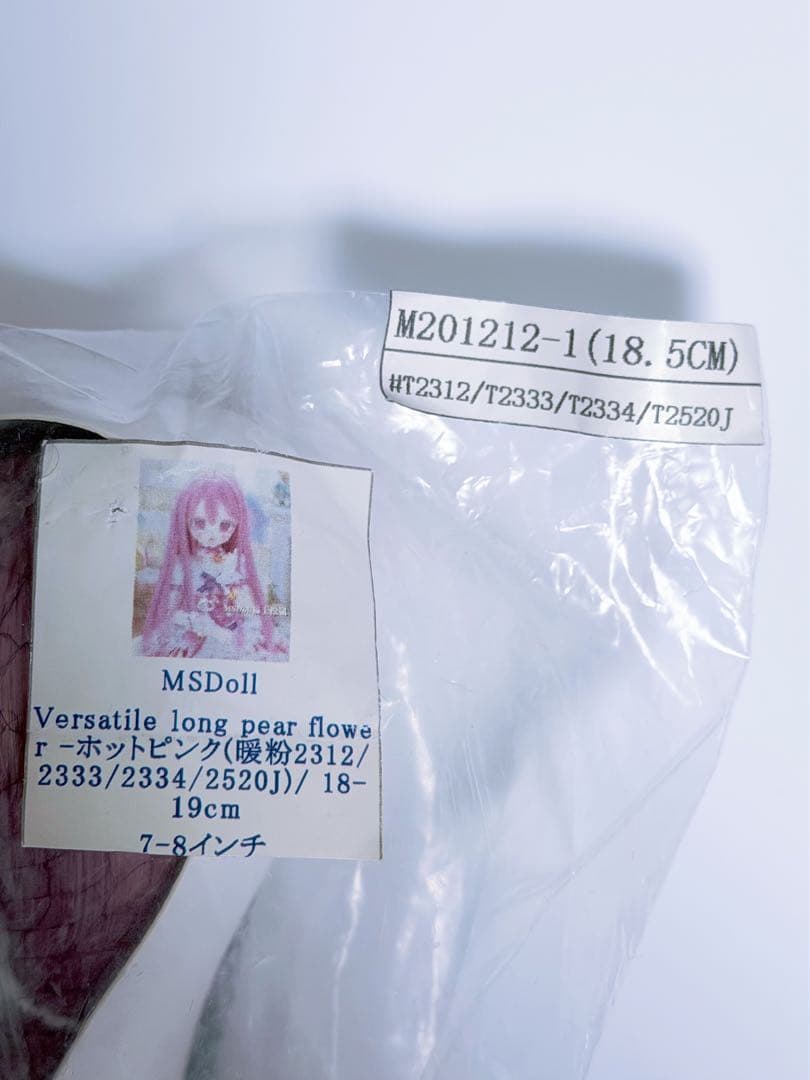 M201212-1(18.5CM)
#T2312/T2333/T2334/T2520J
MSDoll
Versatile long pear flowe
r -ホットピンク(暖粉2312/
2333/2334/2520J)/ 18-
19cm
7-8インチ